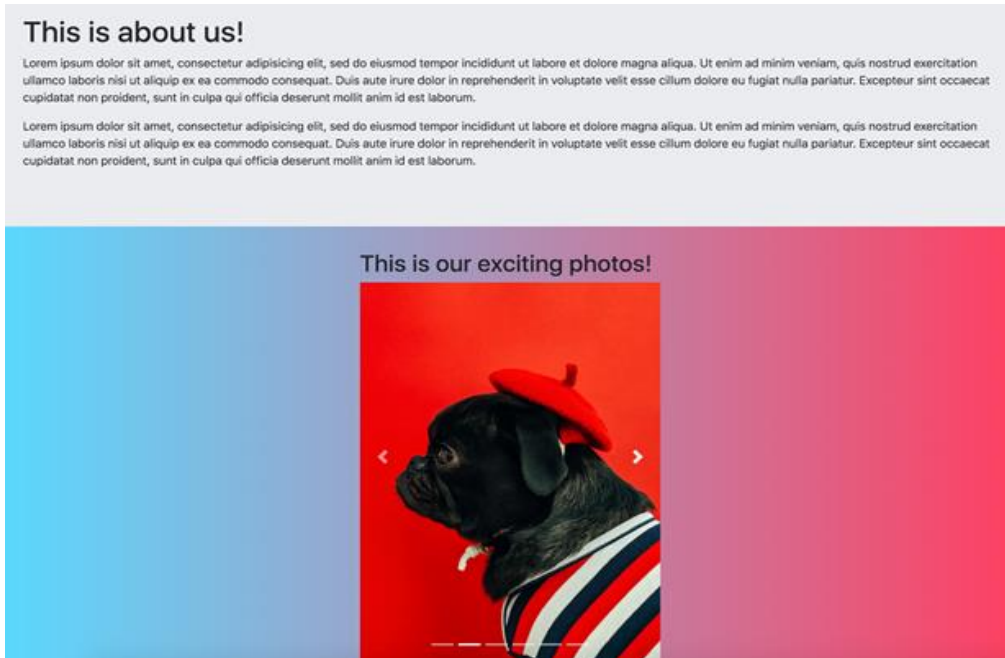 This is about us!
Lorem ipsum dolor sit amet, consectetur adipisicing elit, sed do eiusmod tempor incididunt ut labore et dolore magna aliqua. Ut enim ad minim veniam, quis nostrud exercitation
ullamco laboris nisi ut aliquip ex ea commodo consequat. Duis aute irure dolor in reprehenderit in voluptate velit esse cillum dolore eu fugiat nulla pariatur. Excepteur sint occaecat
cupidatat non proident, sunt in culpa qui officia deserunt mollit anim id est laborum.
Lorem ipsum dolor sit amet, consectetur adipisicing elit, sed do eiusmod tempor incididunt ut labore et dolore magna aliqua. Ut enim ad minim veniam, quis nostrud exercitation
ullamco laboris nisi ut aliquip ex ea commodo consequat. Duis aute irure dolor in reprehenderit in voluptate velit esse cillum dolore eu fugiat nulla pariatur. Excepteur sint occaecat
cupidatat non proident, sunt in culpa qui officia deserunt mollit anim id est laborum.
This is our exciting photos!